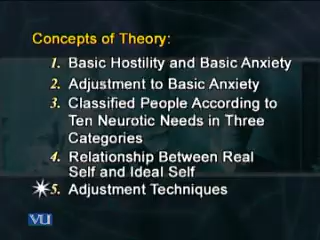 Concepts of Theory:
1. Basic Hostility and Basic Anxiety
2. Adjustment to Basic Anxiety
3. Classified People According to
Ten Neurotic Needs in Three
Categories
4. Relationship Between Real
Self and Ideal Self
5. Adjustment Techniques
VU